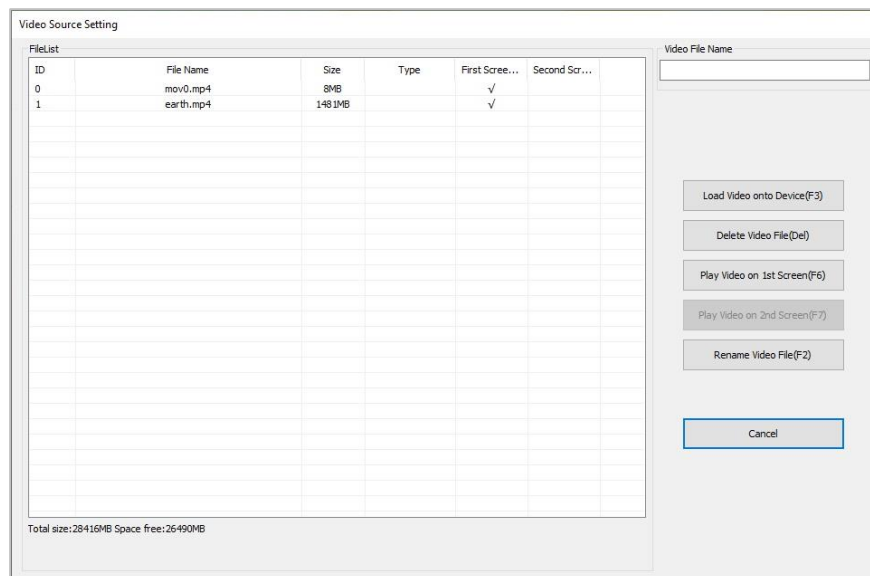 Video Source Setting
FileList
Video File Name
ID File Name Size Type First Scree... Second Scr...
0 mov0.mp4 8MB √
1 earth.mp4 1481MB √
Load Video onto Device(F3)
Delete Video File(Del)
Play Video on 1st Screen(F6)
Play Video on 2nd Screen(F7)
Rename Video File(F2)
Cancel
Total size:28416MB Space free:26490MB